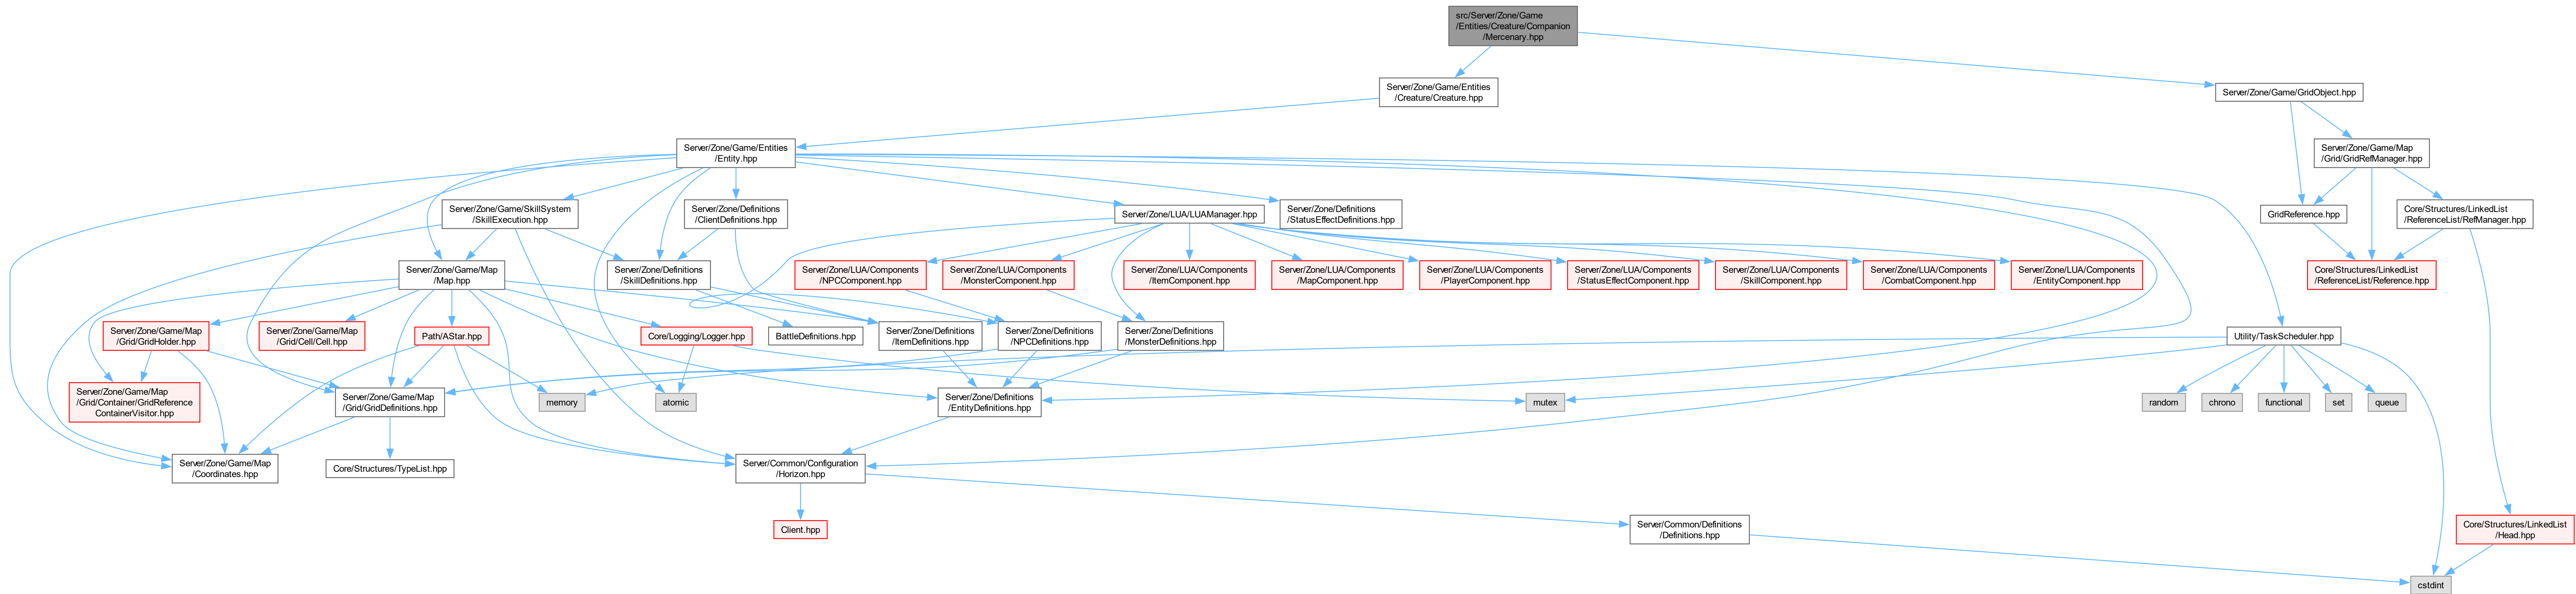 src/Server/Zone/Game
/Entities/Creature/Companion
/Mercenary.hpp
Server/Zone/Game/Entities
/Creature/Creature.hpp
Server/Zone/Game/GridObject.hpp
Server/Zone/Game/Entities
/Entity.hpp
Server/Zone/Game/Map
/Grid/GridRefManager.hpp
Server/Zone/Game/SkillSystem
/SkillExecution.hpp
Server/Zone/Definitions
/ClientDefinitions.hpp
Server/Zone/LUA/LUAManager.hpp
Server/Zone/Definitions
/StatusEffectDefinitions.hpp
GridReference.hpp
Core/Structures/LinkedList
/ReferenceList/RefManager.hpp
Server/Zone/Game/Map
/Map.hpp
Server/Zone/Definitions
/SkillDefinitions.hpp
Server/Zone/LUA/Components
/NPCComponent.hpp
Server/Zone/LUA/Components
/MonsterComponent.hpp
Server/Zone/LUA/Components
/ItemComponent.hpp
Server/Zone/LUA/Components
/MapComponent.hpp
Server/Zone/LUA/Components
/PlayerComponent.hpp
Server/Zone/LUA/Components
/StatusEffectComponent.hpp
Server/Zone/LUA/Components
/SkillComponent.hpp
Server/Zone/LUA/Components
/CombatComponent.hpp
Server/Zone/LUA/Components
/EntityComponent.hpp
Core/Structures/LinkedList
/ReferenceList/Reference.hpp
Server/Zone/Game/Map
/Grid/GridHolder.hpp
Server/Zone/Game/Map
/Grid/Cell/Cell.hpp
Path/AStar.hpp
Core/Logging/Logger.hpp
BattleDefinitions.hpp
Server/Zone/Definitions
/ItemDefinitions.hpp
Server/Zone/Definitions
/NPCDefinitions.hpp
Server/Zone/Definitions
/MonsterDefinitions.hpp
Utility/TaskScheduler.hpp
Server/Zone/Game/Map
/Grid/Container/GridReference
ContainerVisitor.hpp
Server/Zone/Game/Map
/Grid/GridDefinitions.hpp
memory
atomic
Server/Zone/Definitions
/EntityDefinitions.hpp
mutex
random
chrono
functional
set
queue
Server/Zone/Game/Map
/Coordinates.hpp
Core/Structures/TypeList.hpp
Server/Common/Configuration
/Horizon.hpp
Client.hpp
Server/Common/Definitions
/Definitions.hpp
Core/Structures/LinkedList
/Head.hpp
cstdint